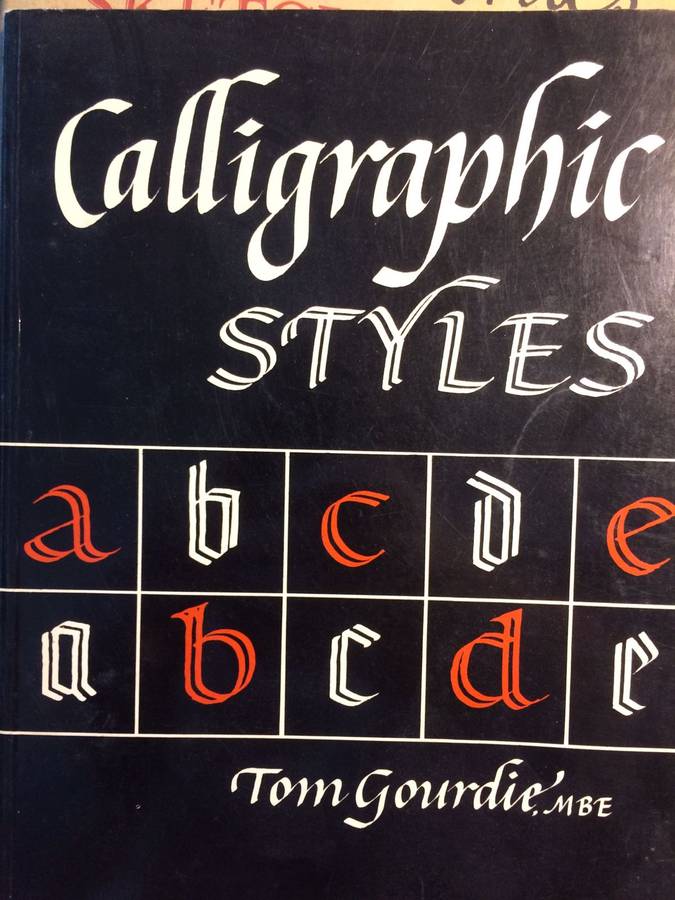 Calligraphic
STYLES
a b c d e
a b c d e
Tom Gourdie, MBE